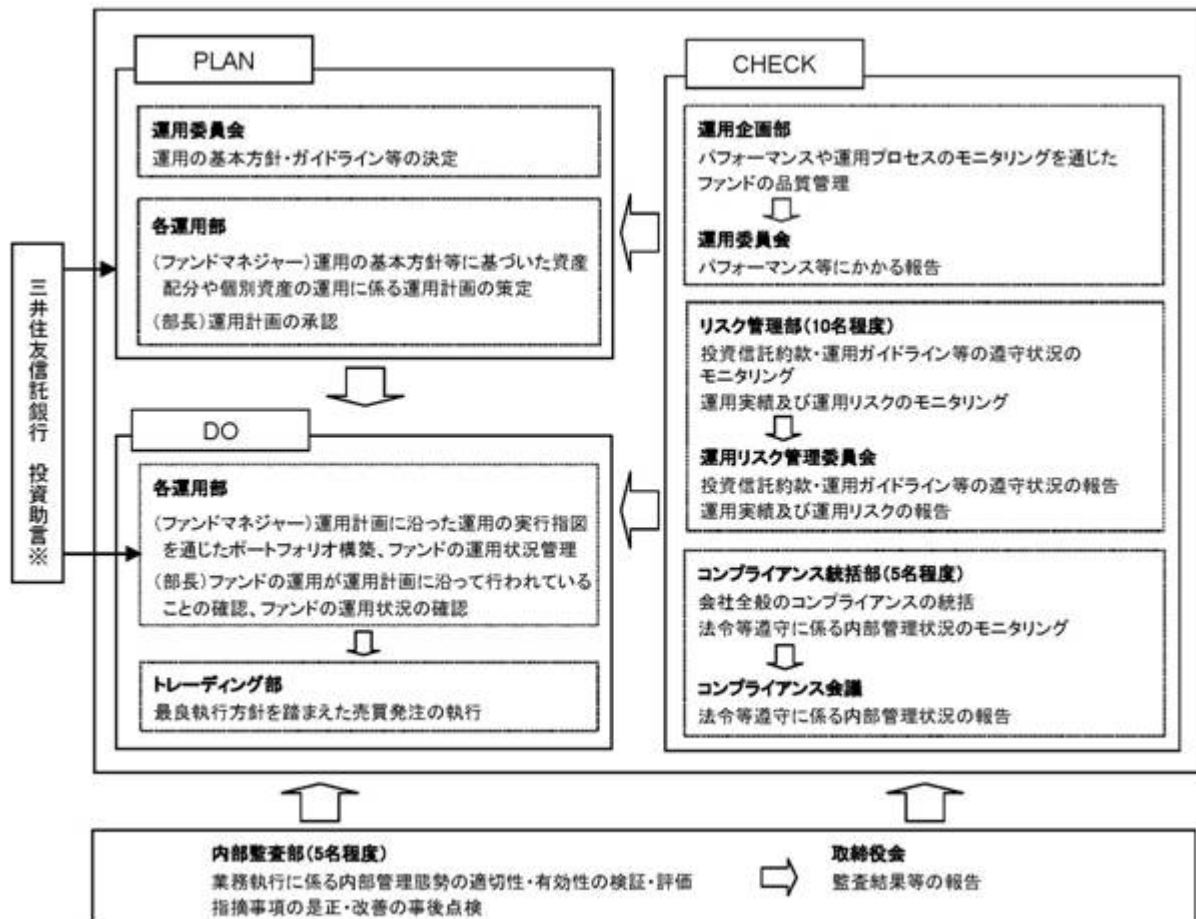 三井住友信託銀行 投資助言※
PLAN
運用委員会
運用の基本方針・ガイドライン等の決定
各運用部
(ファンドマネジャー)運用の基本方針等に基づいた資産
配分や個別資産の運用に係る運用計画の策定
(部長)運用計画の承認
DO
各運用部
(ファンドマネジャー)運用計画に沿った運用の実行指図
を通じたポートフォリオ構築、ファンドの運用状況管理
(部長)ファンドの運用が運用計画に沿って行われている
ことの確認、ファンドの運用状況の確認
トレーディング部
最良執行方針を踏まえた売買発注の執行
CHECK
運用企画部
パフォーマンスや運用プロセスのモニタリングを通じた
ファンドの品質管理
運用委員会
パフォーマンス等にかかる報告
リスク管理部(10名程度)
投資信託約款・運用ガイドライン等の遵守状況の
モニタリング
運用実績及び運用リスクのモニタリング
運用リスク管理委員会
投資信託約款・運用ガイドライン等の遵守状況の報告
運用実績及び運用リスクの報告
コンプライアンス統括部(5名程度)
会社全般のコンプライアンスの統括
法令等遵守に係る内部管理状況のモニタリング
コンプライアンス会議
法令等遵守に係る内部管理状況の報告
内部監査部(5名程度)
業務執行に係る内部管理態勢の適切性・有効性の検証・評価
指摘事項の是正・改善の事後点検
取締役会
監査結果等の報告